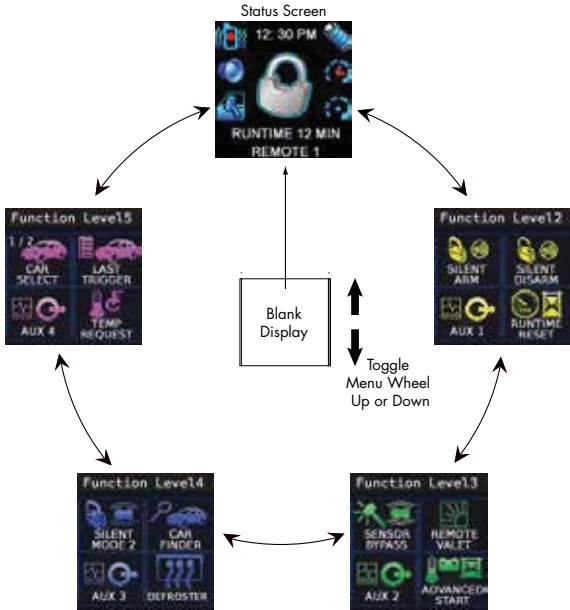 Status Screen
12: 30 PM
RUNTIME 12 MIN
REMOTE 1
Function Level5
1 / 2
CAR SELECT
LAST TRIGGER
AUX 4
TEMP REQUEST
Function Level2
SILENT ARM
SILENT DISARM
AUX 1
RUNTIME RESET
Blank
Display
Toggle
Menu Wheel
Up or Down
Function Level4
SILENT MODE 2
CAR FINDER
AUX 3
DEFROSTER
Function Level3
SENSOR BYPASS
REMOTE VALET
AUX 2
ADVANCED START